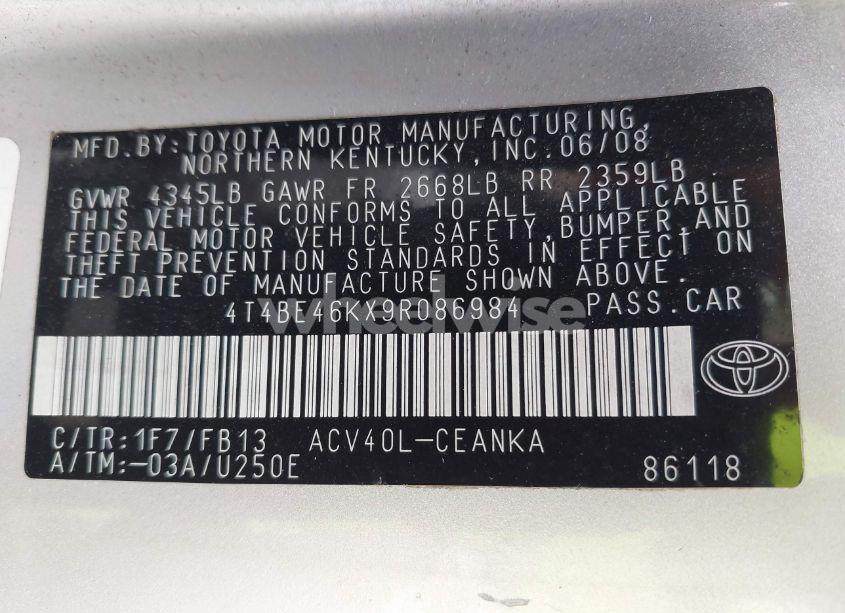 MFD.BY:TOYOTA MOTOR MANUFACTURING,
NORTHERN KENTUCKY,INC.06/08
GVWR 4345LB GAWR FR 2668LB RR 2359LB
THIS VEHICLE CONFORMS TO ALL APPLICABLE
FEDERAL MOTOR VEHICLE SAFETY,BUMPER,AND
THEFT PREVENTION STANDARDS IN EFFECT ON
THE DATE OF MANUFACTURE SHOWN ABOVE.
4T4BE46KX9R086984 PASS.CAR
wheelwise
C/TR:1F7/FB13 ACV40L-CEANKA
A/TM:-03A/U250E 86118